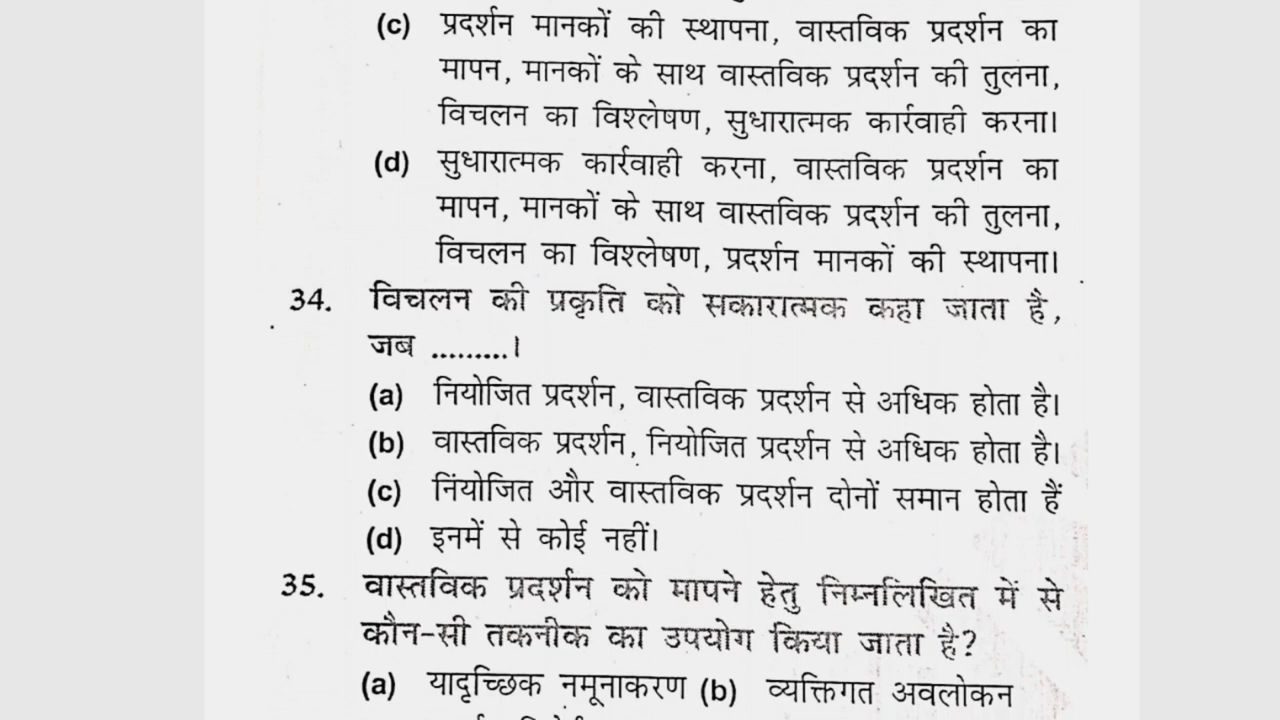 (c) प्रदर्शन मानकों की स्थापना, वास्तविक प्रदर्शन का
मापन, मानकों के साथ वास्तविक प्रदर्शन की तुलना,
विचलन का विश्लेषण, सुधारात्मक कार्रवाही करना।
(d) सुधारात्मक कार्रवाही करना, वास्तविक प्रदर्शन का
मापन, मानकों के साथ वास्तविक प्रदर्शन की तुलना,
विचलन का विश्लेषण, प्रदर्शन मानकों की स्थापना।
34. विचलन की प्रकृति को सकारात्मक कहा जाता है,
जब .........।
(a) नियोजित प्रदर्शन, वास्तविक प्रदर्शन से अधिक होता है।
(b) वास्तविक प्रदर्शन, नियोजित प्रदर्शन से अधिक होता है।
(c) नियोजित और वास्तविक प्रदर्शन दोनों समान होता हैं
(d) इनमें से कोई नहीं।
35. वास्तविक प्रदर्शन को मापने हेतु निम्नलिखित में से
कौन-सी तकनीक का उपयोग किया जाता है?
(a) यादृच्छिक नमूनाकरण (b) व्यक्तिगत अवलोकन